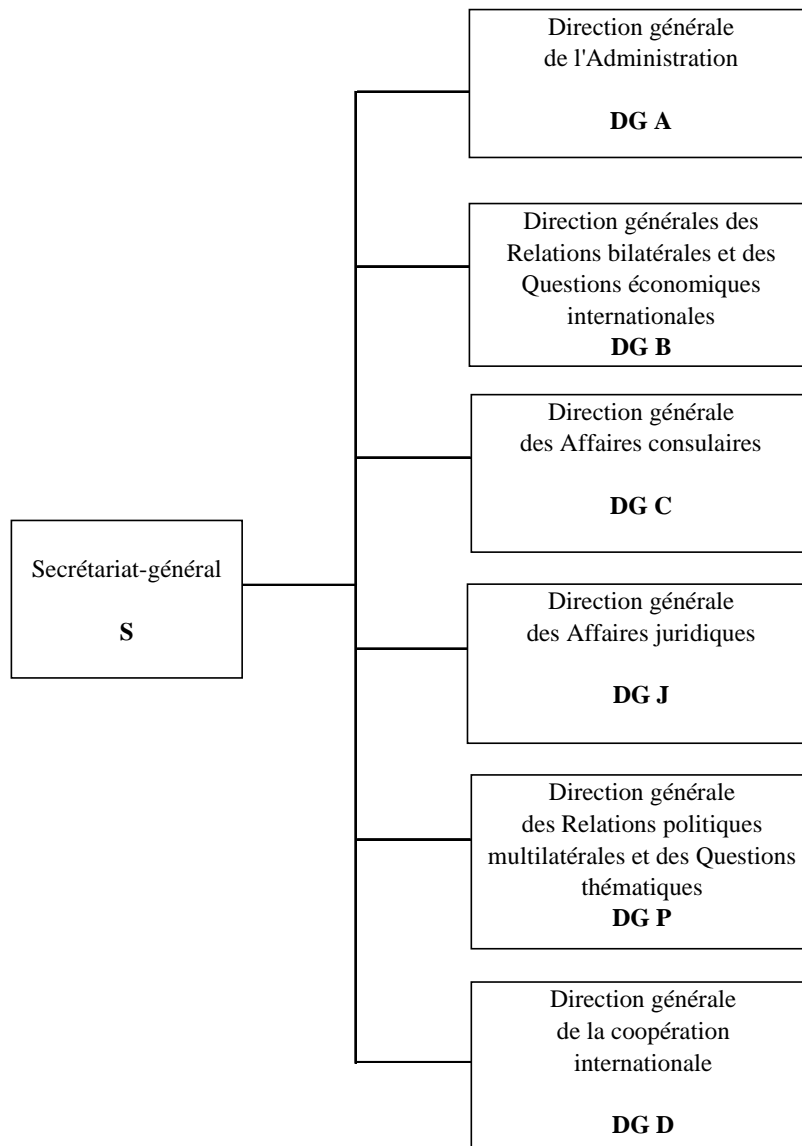 Direction générale
de l'Administration
DG A
Direction générales des
Relations bilatérales et des
Questions économiques
internationales
DG B
Direction générale
des Affaires consulaires
DG C
Secrétariat-général
S
Direction générale
des Affaires juridiques
DG J
Direction générale
des Relations politiques
multilatérales et des Questions
thématiques
DG P
Direction générale
de la coopération
internationale
DG D